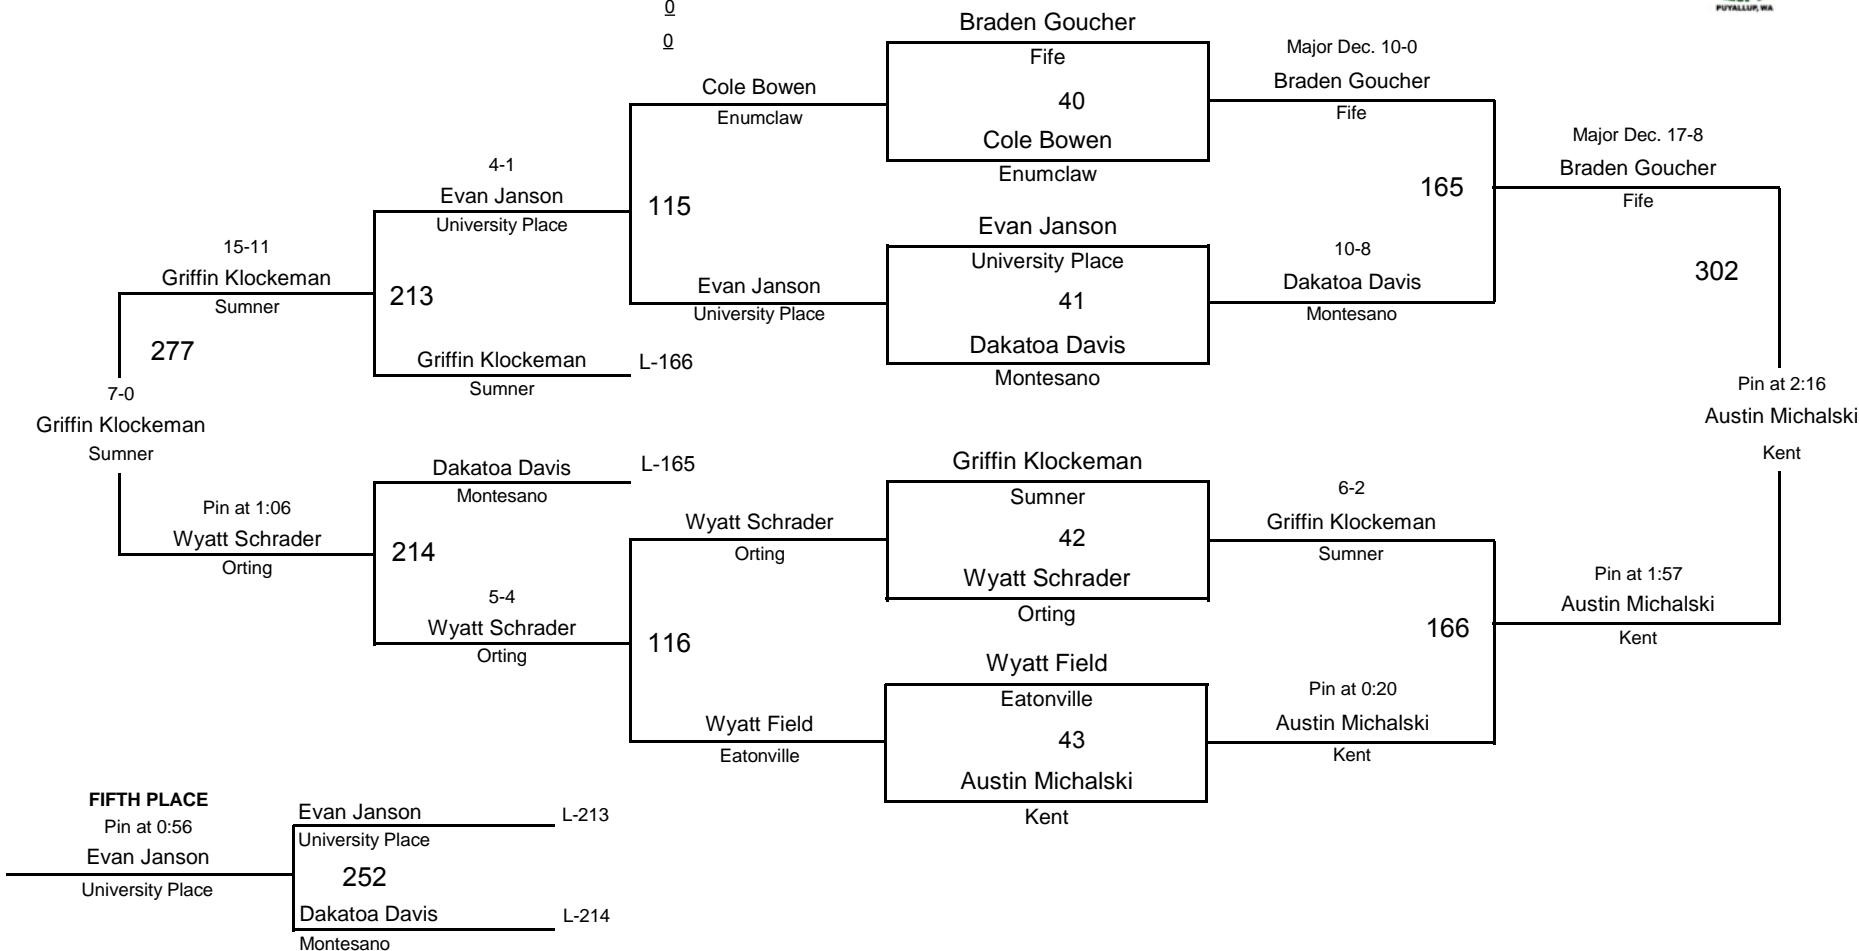 0
0
PUYALLUP, WA
Braden Goucher
Fife
40
Cole Bowen
Enumclaw
Cole Bowen
Enumclaw
Major Dec. 10-0
Braden Goucher
Fife
Major Dec. 17-8
Braden Goucher
Fife
4-1
Evan Janson
University Place
115
165
Evan Janson
University Place
41
Dakatoa Davis
Montesano
Evan Janson
University Place
10-8
Dakatoa Davis
Montesano
302
15-11
Griffin Klockeman
Sumner
213
277
Griffin Klockeman
Sumner
L-166
7-0
Griffin Klockeman
Sumner
Pin at 2:16
Austin Michalski
Kent
Dakatoa Davis
Montesano
L-165
Griffin Klockeman
Sumner
42
Wyatt Schrader
Orting
Wyatt Schrader
Orting
6-2
Griffin Klockeman
Sumner
Pin at 1:06
Wyatt Schrader
Orting
214
5-4
Wyatt Schrader
Orting
116
166
Pin at 1:57
Austin Michalski
Kent
Wyatt Field
Eatonville
43
Austin Michalski
Kent
Wyatt Field
Eatonville
Pin at 0:20
Austin Michalski
Kent
FIFTH PLACE
Pin at 0:56
Evan Janson
University Place
Evan Janson
University Place
L-213
252
Dakatoa Davis
Montesano
L-214